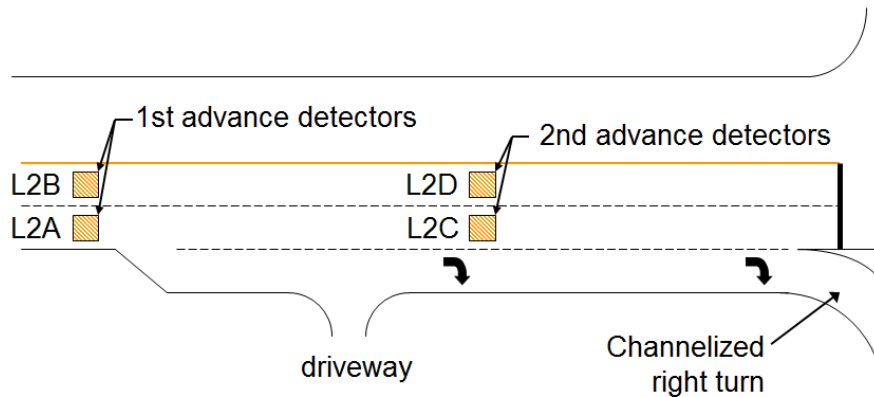 1st advance detectors
2nd advance detectors
L2B
L2D
L2A
L2C
driveway
Channelized
right turn